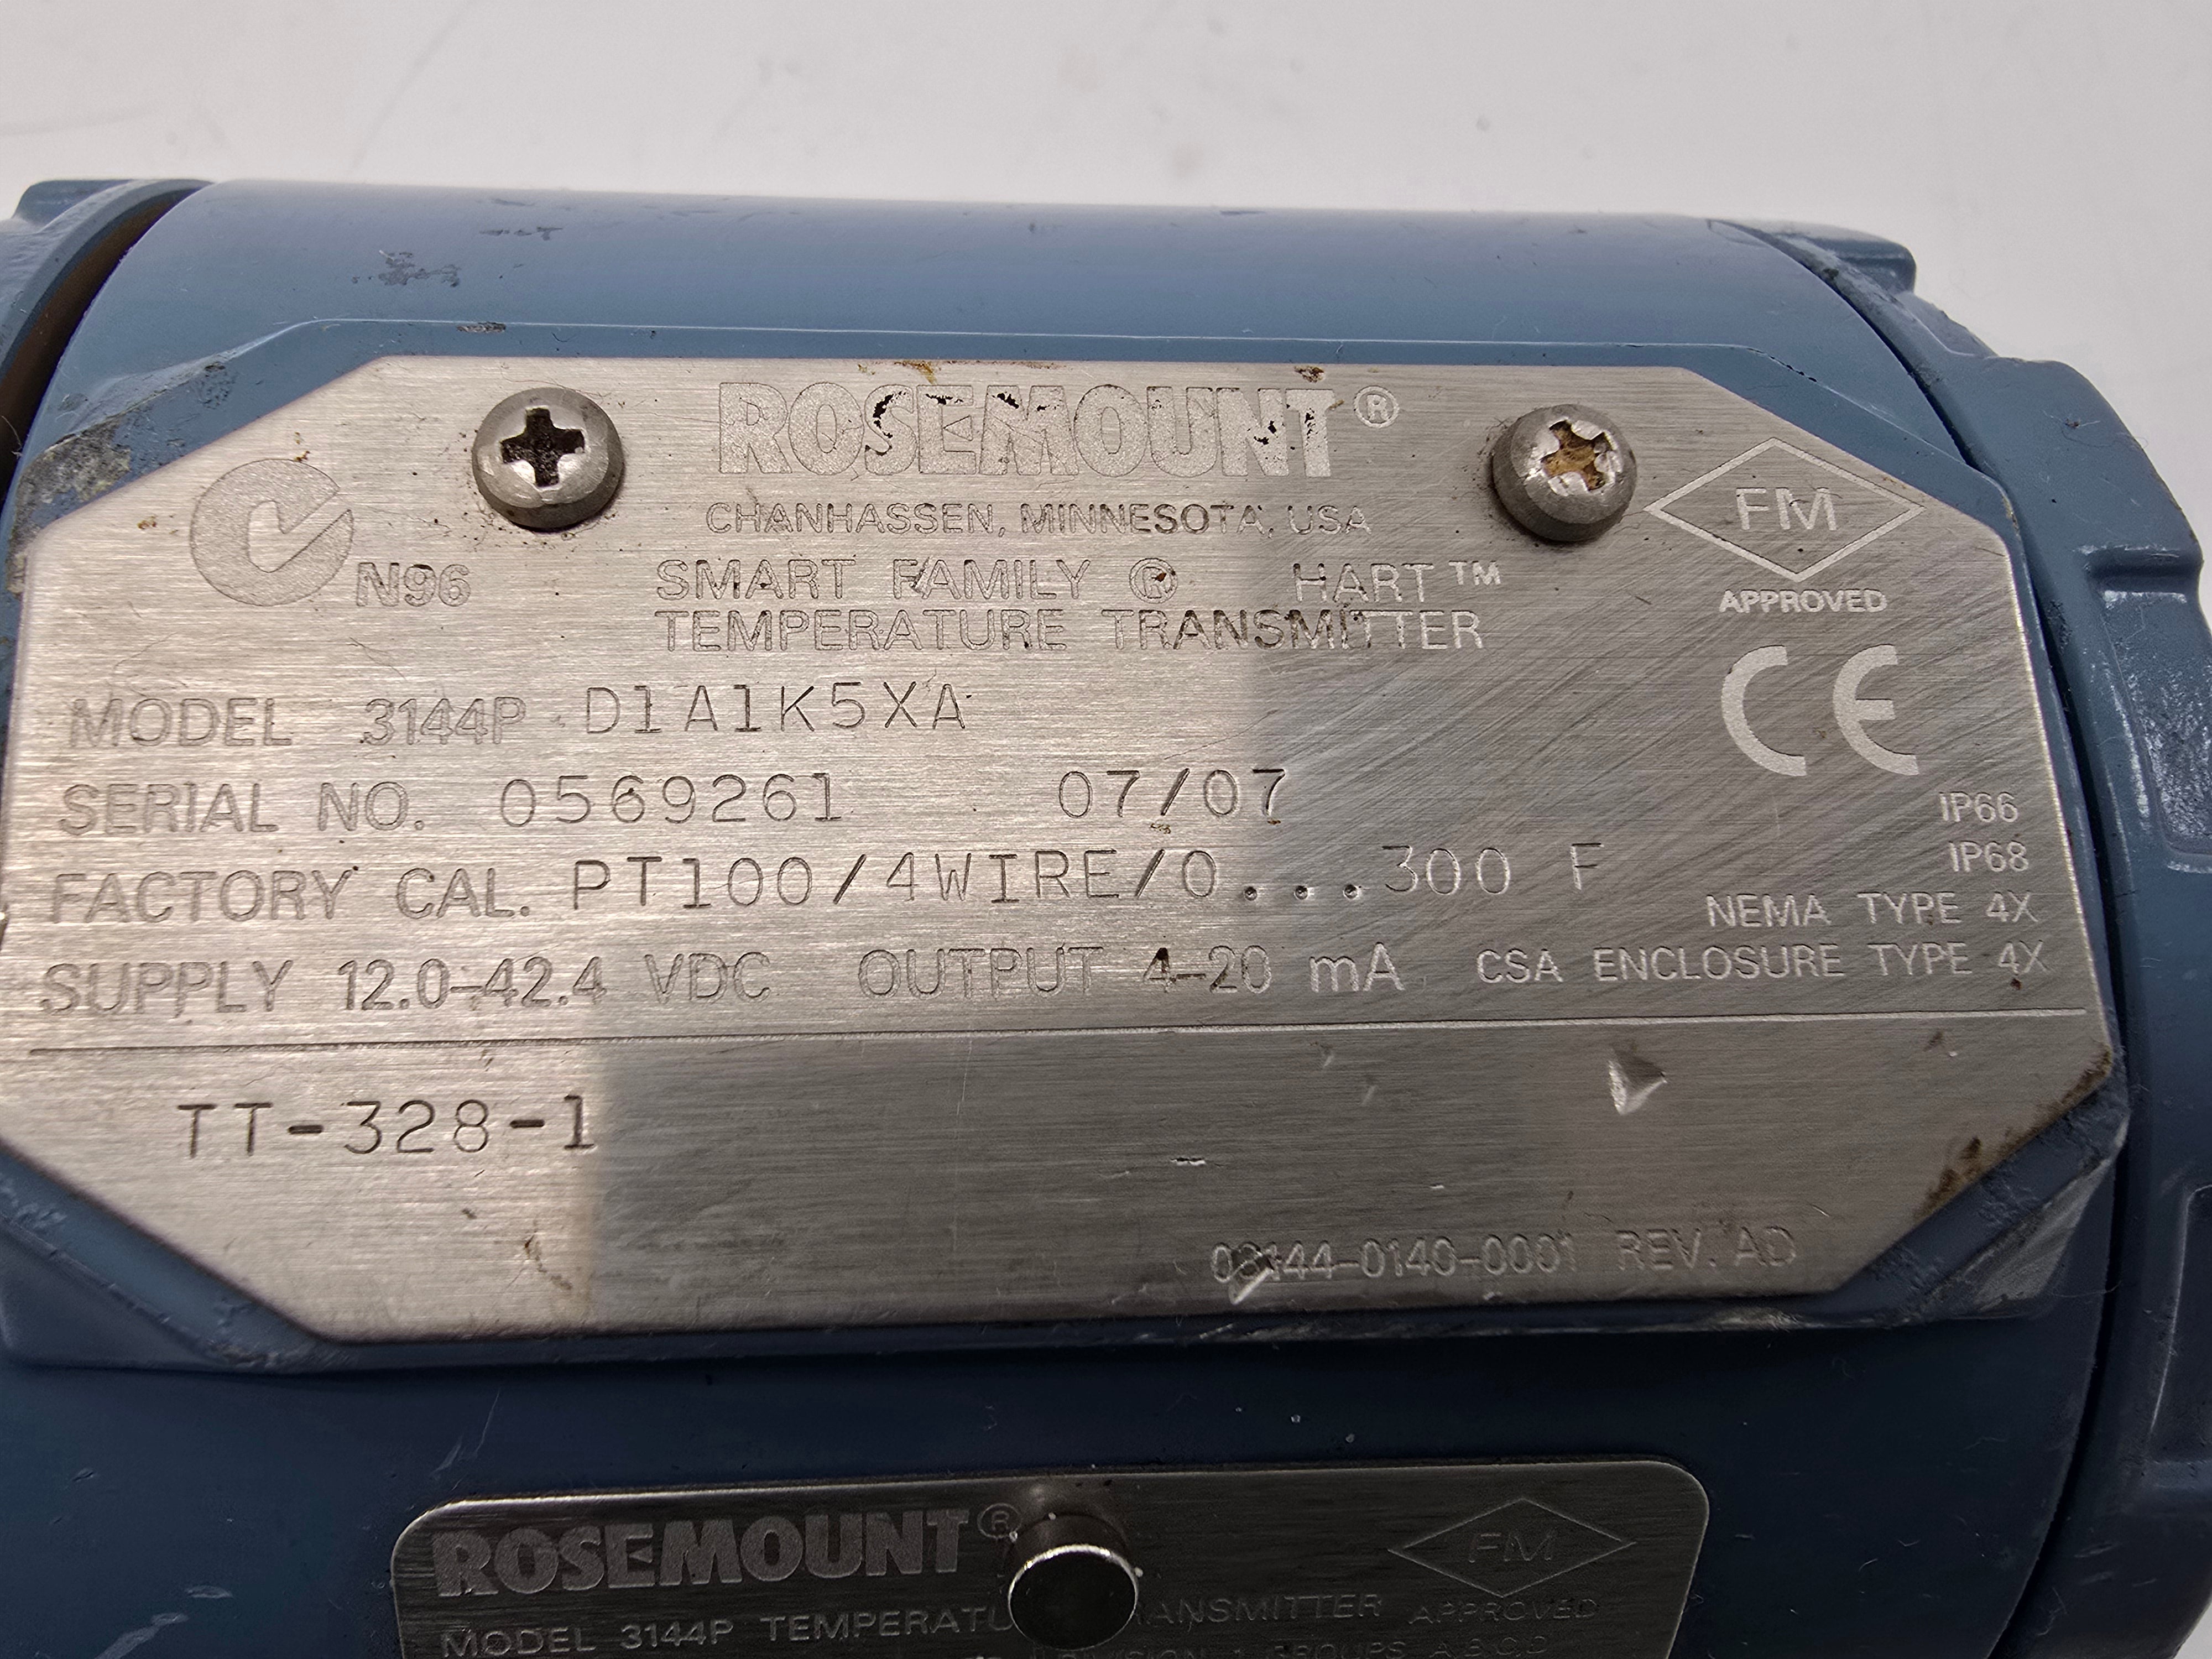 ROSEMOUNT®
CHANHASSEN, MINNESOTA, USA
N96
SMART FAMILY ® HART™
TEMPERATURE TRANSMITTER
FM
APPROVED
CE
MODEL 3144P D1A1K5XA
SERIAL NO. 0569261 07/07
IP66
IP68
FACTORY CAL. PT100/4WIRE/0...300 F
NEMA TYPE 4X
SUPPLY 12.0-42.4 VDC OUTPUT 4-20 mA CSA ENCLOSURE TYPE 4X
TT-328-1
03144-0140-0001 REV. AD
ROSEMOUNT®
FM
MODEL 3144P TEMPERATU ANSMITTER APPROVED
GROUPS A,B,C,D